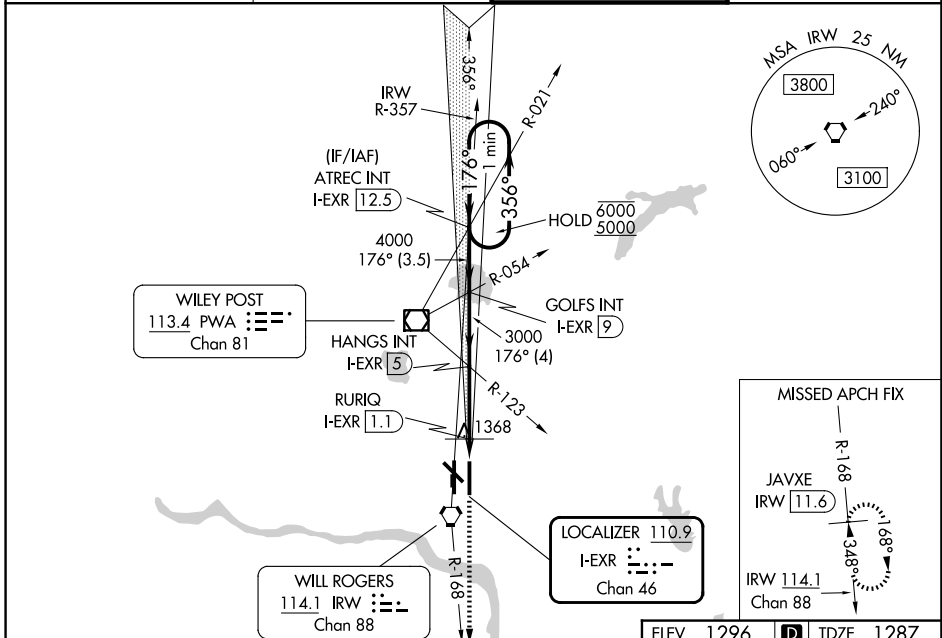 MSA IRW 25 NM
3800
240°
060°
3100
356°
IRW
R-357
R-021
1 min
176°
356°
(IF/IAF)
ATREC INT
I-EXR 12.5
HOLD 6000
5000
4000
176° (3.5)
R-054
WILEY POST
113.4 PWA
Chan 81
GOLFS INT
I-EXR 9
HANGS INT
I-EXR 5
3000
176° (4)
R-123
RURIQ
I-EXR 1.1
1368
MISSED APCH FIX
R-168
JAVXE
IRW 11.6
168°
348°
IRW 114.1
Chan 88
LOCALIZER 110.9
I-EXR
Chan 46
WILL ROGERS
114.1 IRW
Chan 88
R-168
ELEV 1296 D TDZE 1287